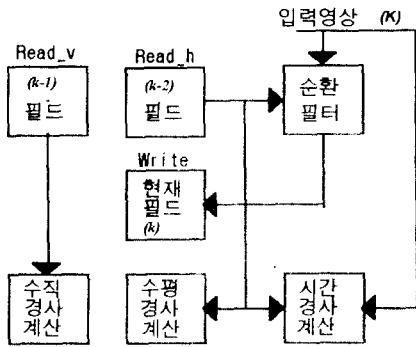 입력영상 (K)
Read_v
Read_h
(k-1)
필드
(k-2)
필드
순환
필터
Write
현재
필드
(k)
수직
경사
계산
수평
경사
계산
시간
경사
계산